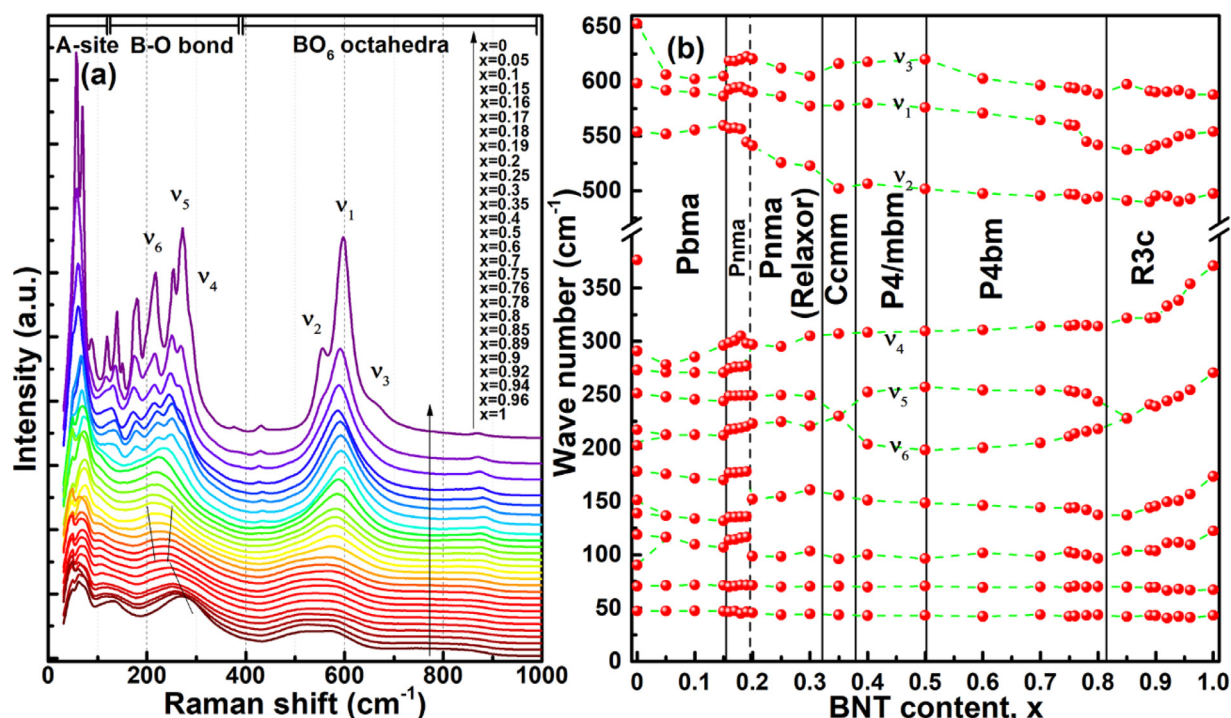 A-site B-O bond BO6 octahedra
(a)
x=0
x=0.05
x=0.1
x=0.15
x=0.16
x=0.17
x=0.18
x=0.19
x=0.2
x=0.25
x=0.3
x=0.35
x=0.4
x=0.5
x=0.6
x=0.7
x=0.75
x=0.76
x=0.78
x=0.8
x=0.85
x=0.89
x=0.9
x=0.92
x=0.94
x=0.96
x=1
ν5
ν6
ν4
ν1
ν2
ν3
Intensity (a.u.)
0 200 400 600 800 1000
Raman shift (cm-1)
(b)
650
600
550
500
350
300
250
200
150
100
50
0
Wave number (cm-1)
ν3
ν1
ν2
ν4
ν5
ν6
Pbma
Pnma
Pnma
(Relaxor)
Ccmm
P4/mbm
P4bm
R3c
0 0.1 0.2 0.3 0.4 0.5 0.6 0.7 0.8 0.9 1.0
BNT content, x